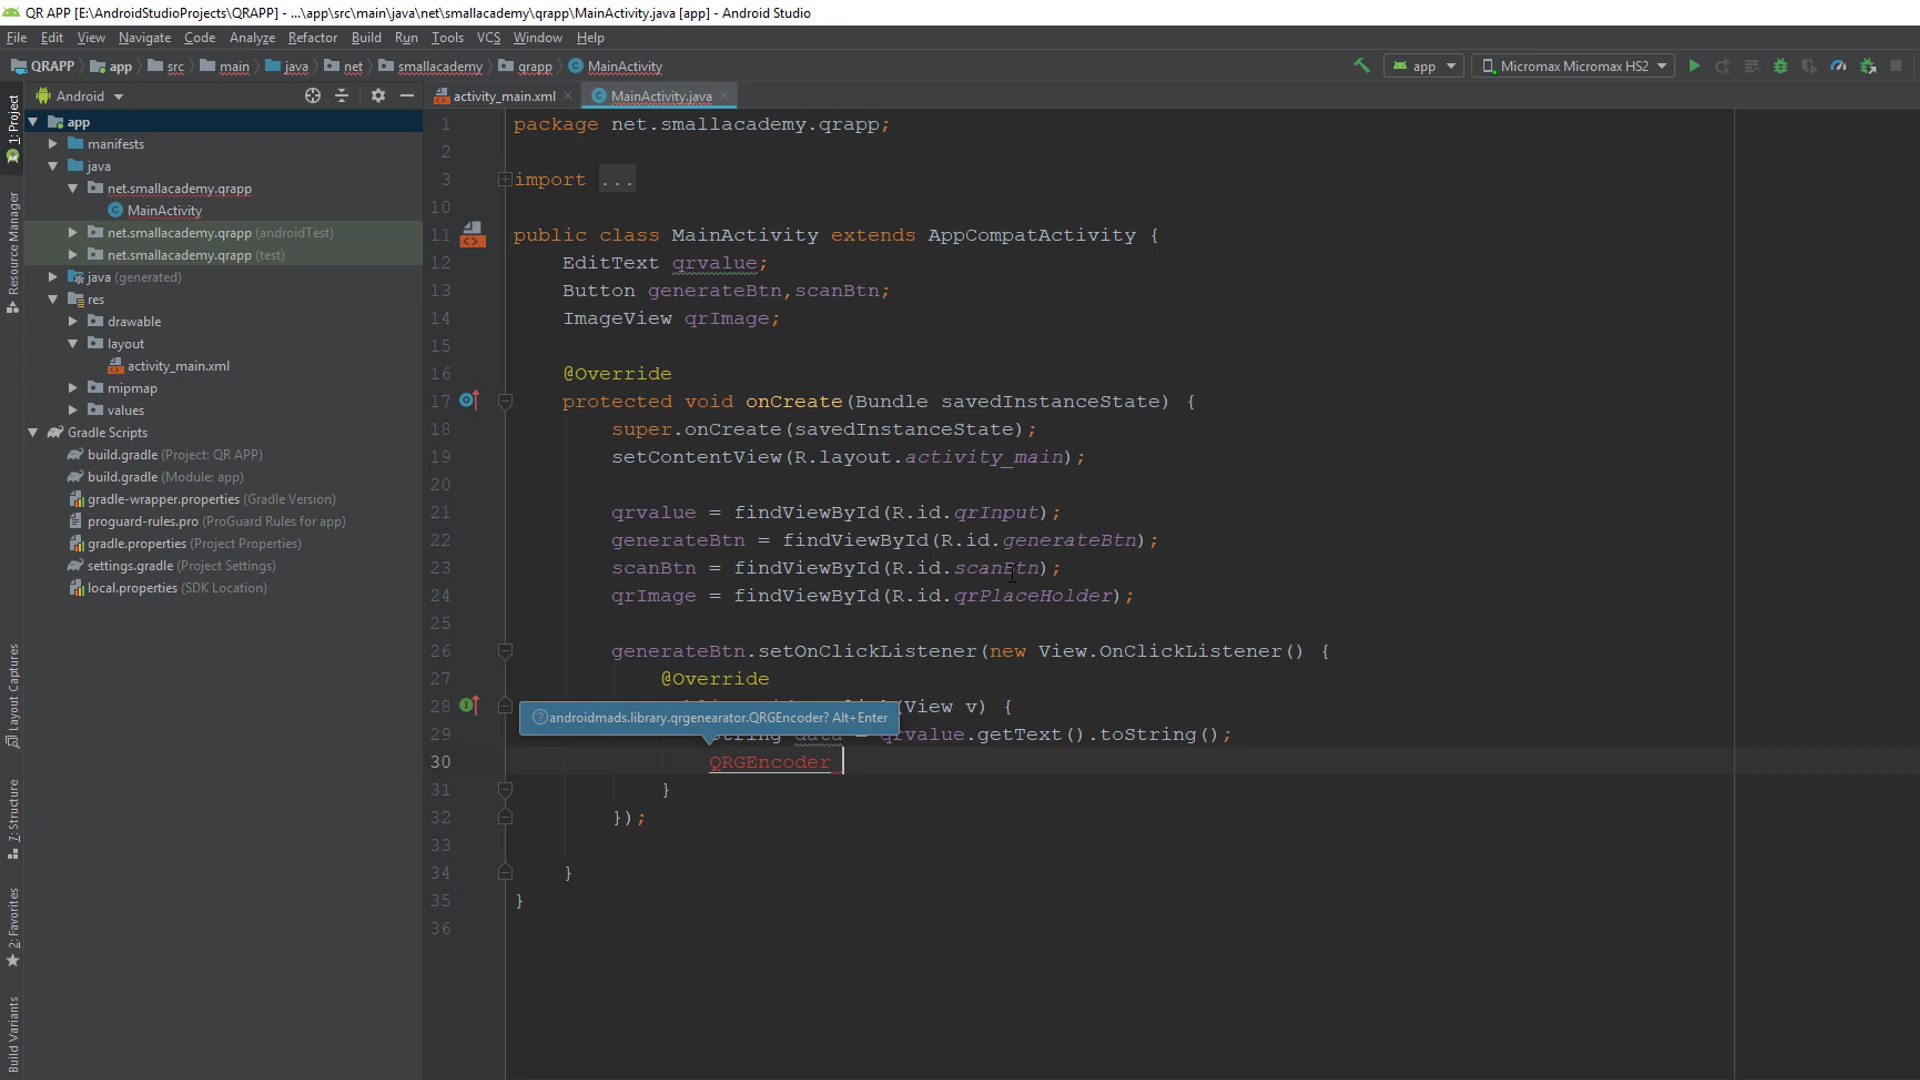 QR APP [E:\AndroidStudioProjects\QRAPP] - ...\app\src\main\java\net\smallacademy\qrapp\MainActivity.java [app] - Android Studio
File Edit View Navigate Code Analyze Refactor Build Run Tools VCS Window Help
QRAPP app src main java net smallacademy qrapp MainActivity
app
Micromax Micromax HS2
Android
activity_main.xml
MainActivity.java
1: Project
Resource Manager
Layout Captures
7: Structure
2: Favorites
Build Variants
app
manifests
java
net.smallacademy.qrapp
MainActivity
net.smallacademy.qrapp (androidTest)
net.smallacademy.qrapp (test)
java (generated)
res
drawable
layout
activity_main.xml
mipmap
values
Gradle Scripts
build.gradle (Project: QR APP)
build.gradle (Module: app)
gradle-wrapper.properties (Gradle Version)
proguard-rules.pro (ProGuard Rules for app)
gradle.properties (Project Properties)
settings.gradle (Project Settings)
local.properties (SDK Location)
1 package net.smallacademy.qrapp;
2
3 import ...
10
11 public class MainActivity extends AppCompatActivity {
12 EditText qrvalue;
13 Button generateBtn,scanBtn;
14 ImageView qrImage;
15
16 @Override
17 protected void onCreate(Bundle savedInstanceState) {
18 super.onCreate(savedInstanceState);
19 setContentView(R.layout.activity_main);
20
21 qrvalue = findViewById(R.id.qrInput);
22 generateBtn = findViewById(R.id.generateBtn);
23 scanBtn = findViewById(R.id.scanBtn);
24 qrImage = findViewById(R.id.qrPlaceHolder);
25
26 generateBtn.setOnClickListener(new View.OnClickListener() {
27 @Override
28 (View v) {
androidmads.library.qrgenearator.QRGEncoder? Alt+Enter
29 String data = qrvalue.getText().toString();
30 QRGEncoder
31 }
32 });
33
34 }
35 }
36